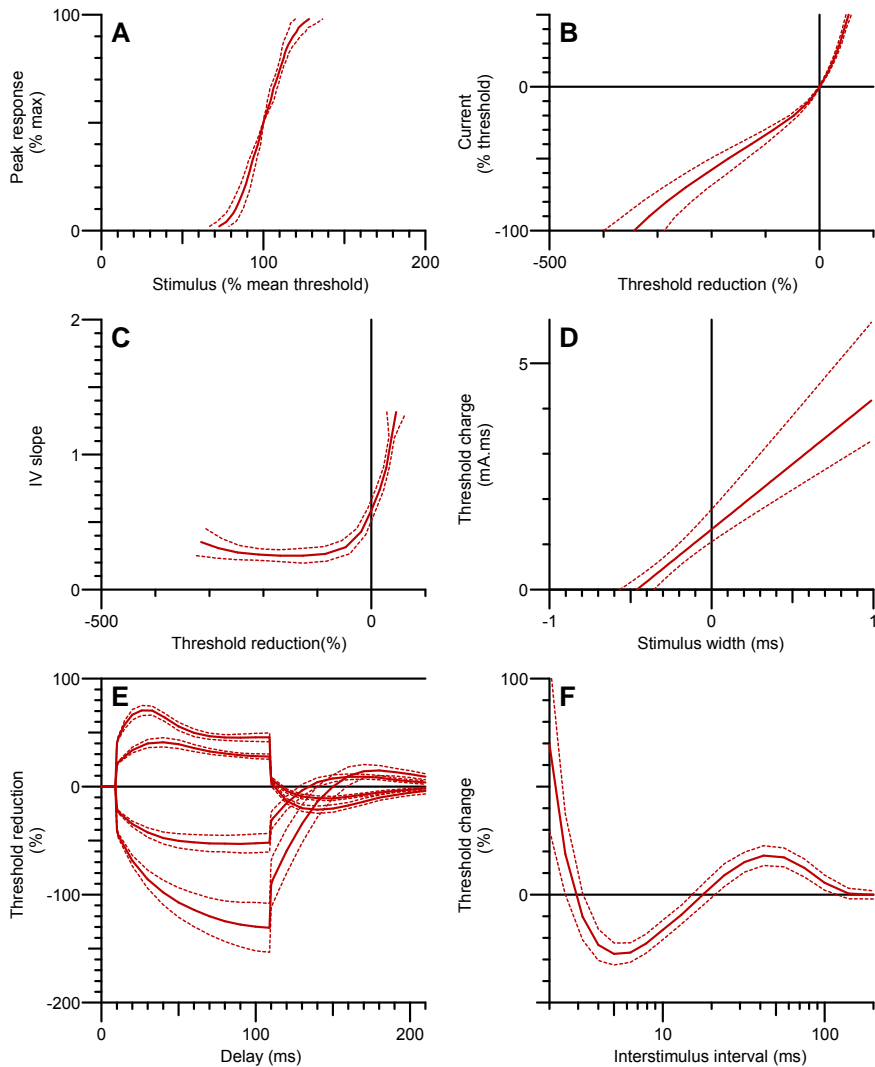 A
100
0
Peak response
(% max)
0
100
200
Stimulus (% mean threshold)
B
0
-100
Current
(% threshold)
-500
0
Threshold reduction (%)
C
2
1
0
IV slope
-500
0
Threshold reduction(%)
D
5
0
Threshold charge
(mA.ms)
-1
0
1
Stimulus width (ms)
E
100
0
-100
-200
Threshold reduction
(%)
0
100
200
Delay (ms)
F
100
0
Threshold change
(%)
10
100
Interstimulus interval (ms)